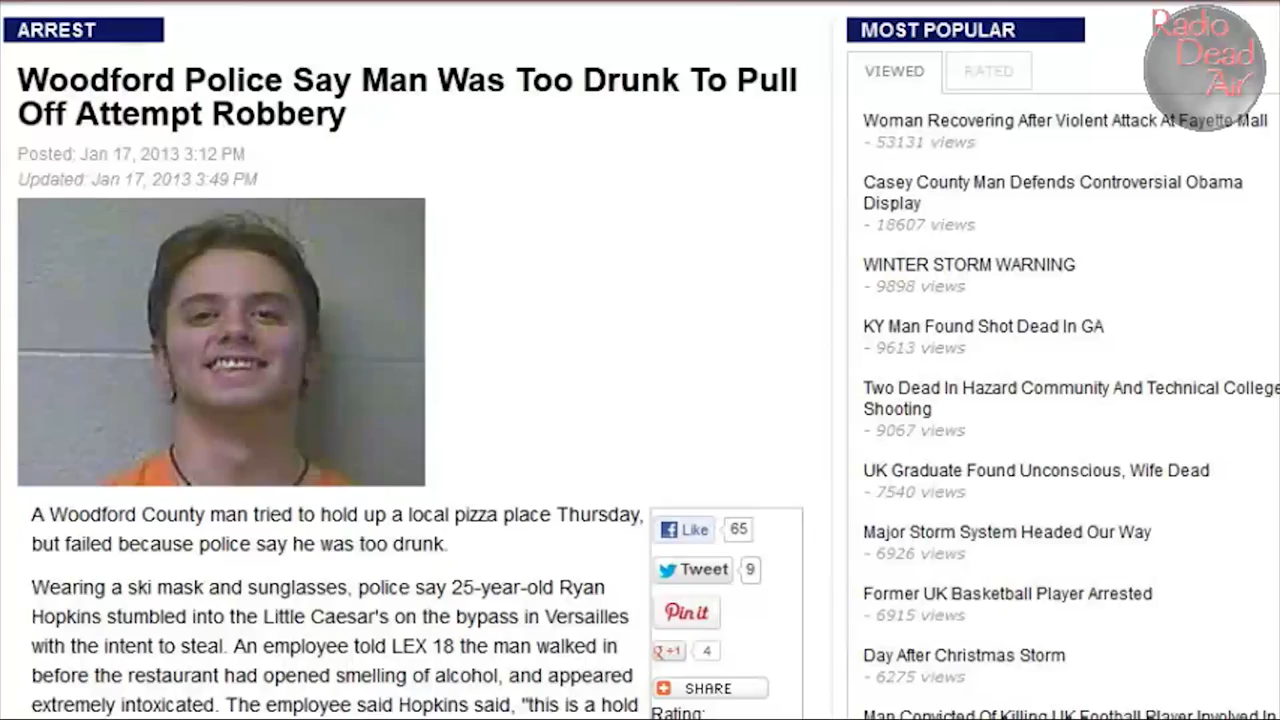 ARREST
Woodford Police Say Man Was Too Drunk To Pull
Off Attempt Robbery
Posted: Jan 17, 2013 3:12 PM
Updated: Jan 17, 2013 3:49 PM
A Woodford County man tried to hold up a local pizza place Thursday,
but failed because police say he was too drunk.
Wearing a ski mask and sunglasses, police say 25-year-old Ryan
Hopkins stumbled into the Little Caesar's on the bypass in Versailles
with the intent to steal. An employee told LEX 18 the man walked in
before the restaurant had opened smelling of alcohol, and appeared
extremely intoxicated. The employee said Hopkins said, "this is a hold
Like 65
Tweet 9
Pin it
+1 4
SHARE
Rating:
MOST POPULAR
VIEWED RATED
Woman Recovering After Violent Attack At Fayette Mall
- 53131 views
Casey County Man Defends Controversial Obama
Display
- 18607 views
WINTER STORM WARNING
- 9898 views
KY Man Found Shot Dead In GA
- 9613 views
Two Dead In Hazard Community And Technical College
Shooting
- 9067 views
UK Graduate Found Unconscious, Wife Dead
- 7540 views
Major Storm System Headed Our Way
- 6926 views
Former UK Basketball Player Arrested
- 6915 views
Day After Christmas Storm
- 6275 views
Man Convicted Of Killing UK Football Player Involved In
Radio
Dead
Air